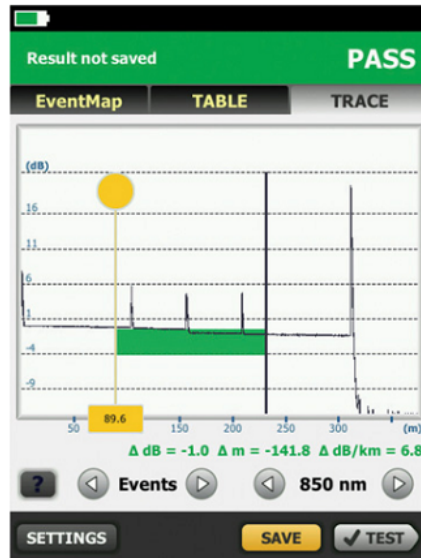 Result not saved PASS
EventMap TABLE TRACE
(dB)
16
11
6
1
-4
-9
50 89.6 150 200 250 300 (m)
Δ dB = -1.0 Δ m = -141.8 Δ dB/km = 6.8
? Events 850 nm
SETTINGS SAVE TEST